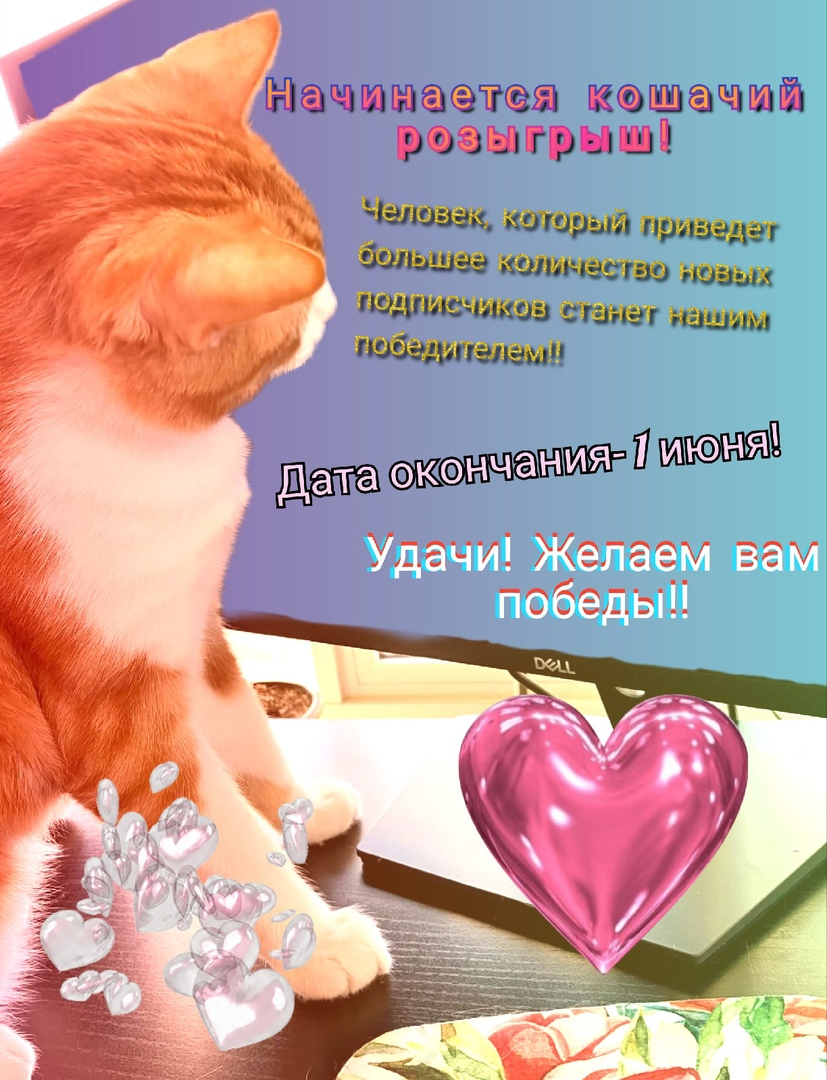 Начинается кошачий
розыгрыш!
Человек, который приведет
большее количество новых
подписчиков станет нашим
победителем!!
Дата окончания- 1 июня!
Удачи! Желаем вам
победы!!
DELL